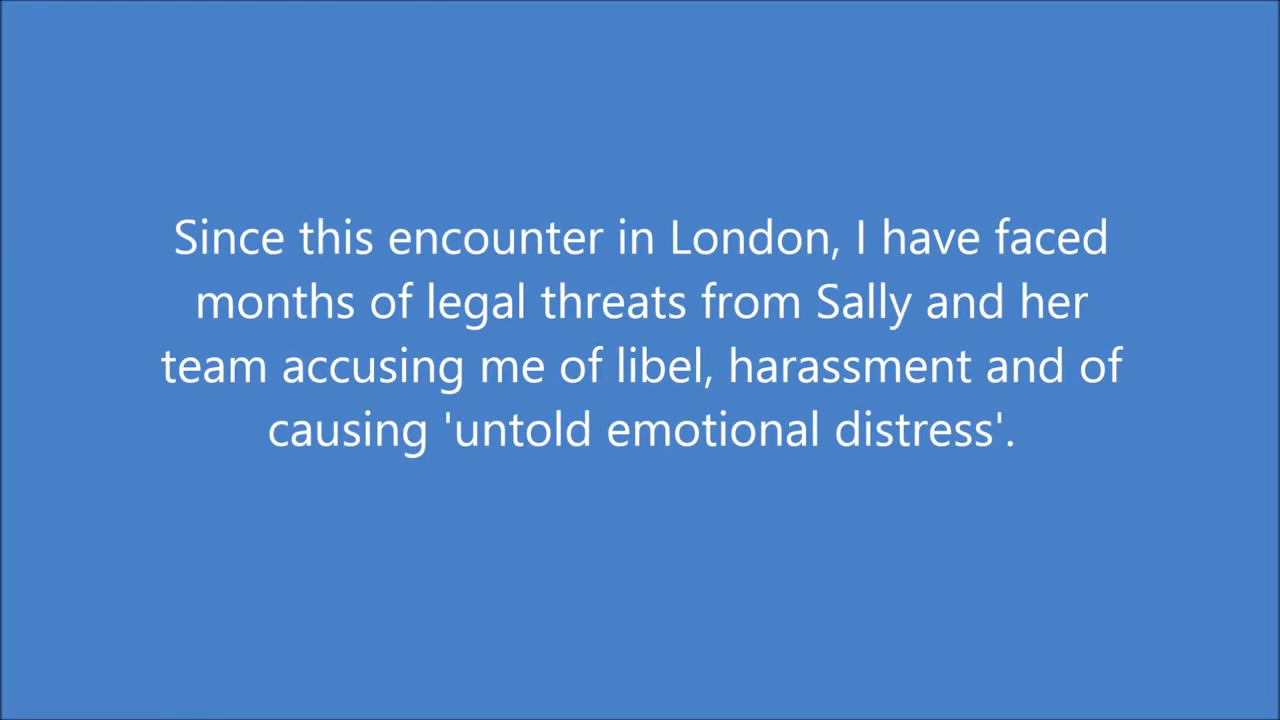 Since this encounter in London, I have faced
months of legal threats from Sally and her
team accusing me of libel, harassment and of
causing 'untold emotional distress'.